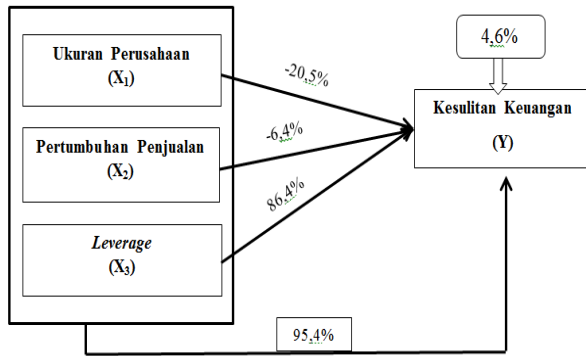 Ukuran Perusahaan
(X₁)
-20,5%
4,6%
Kesulitan Keuangan
(Y)
Pertumbuhan Penjualan
(X₂)
-6,4%
Leverage
(X₃)
86,4%
95,4%